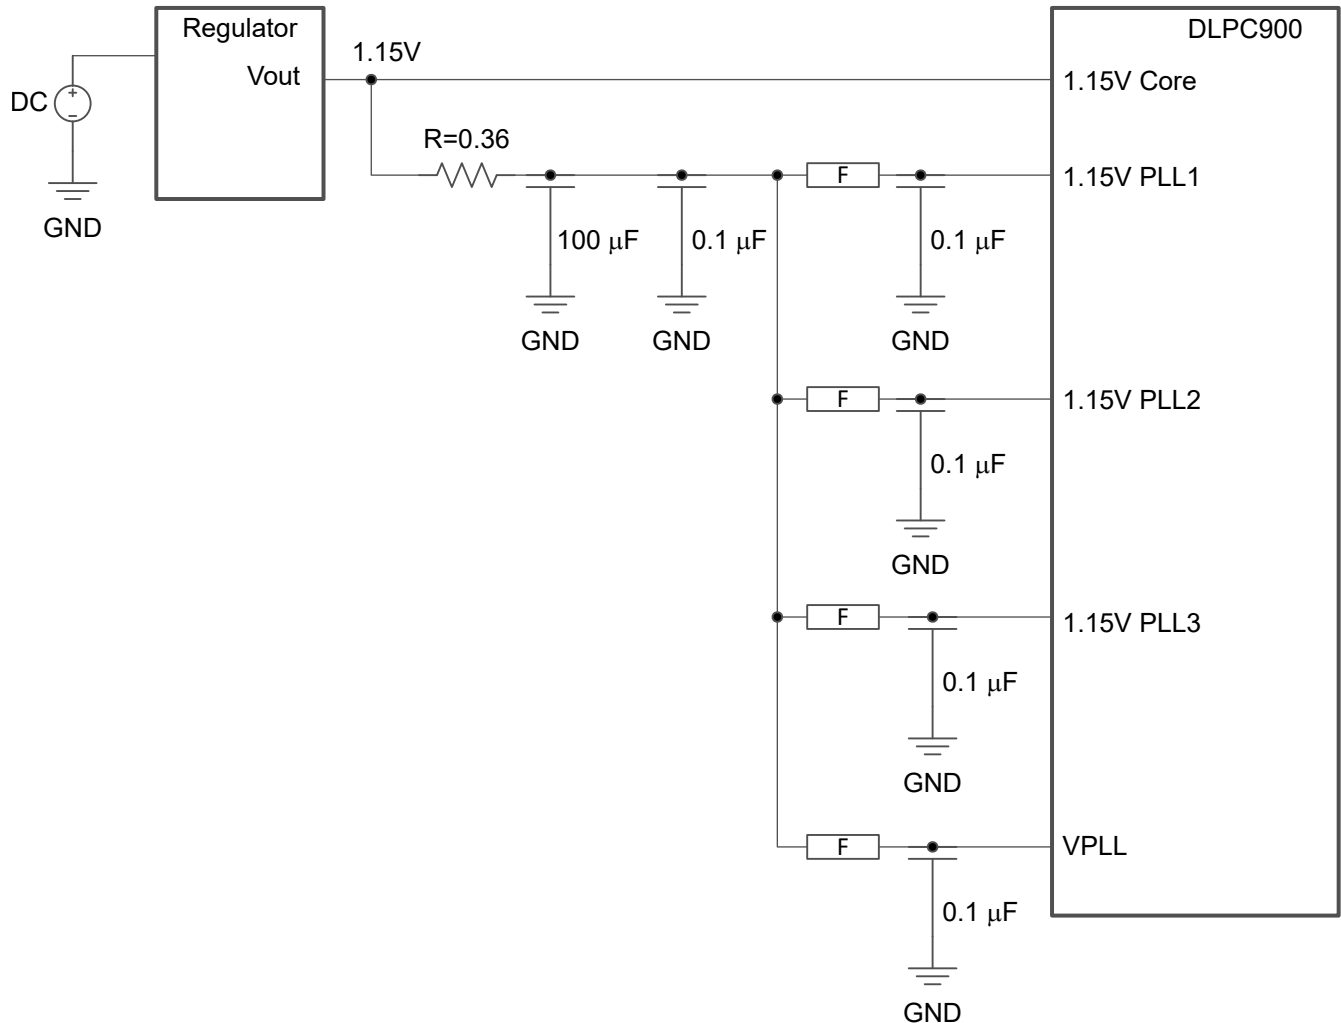 Regulator
DLPC900
1.15V
Vout
1.15V Core
DC
+
−
R=0.36
F
1.15V PLL1
GND
100 µF
0.1 µF
0.1 µF
GND
GND
GND
F
1.15V PLL2
0.1 µF
GND
F
1.15V PLL3
0.1 µF
GND
F
VPLL
0.1 µF
GND